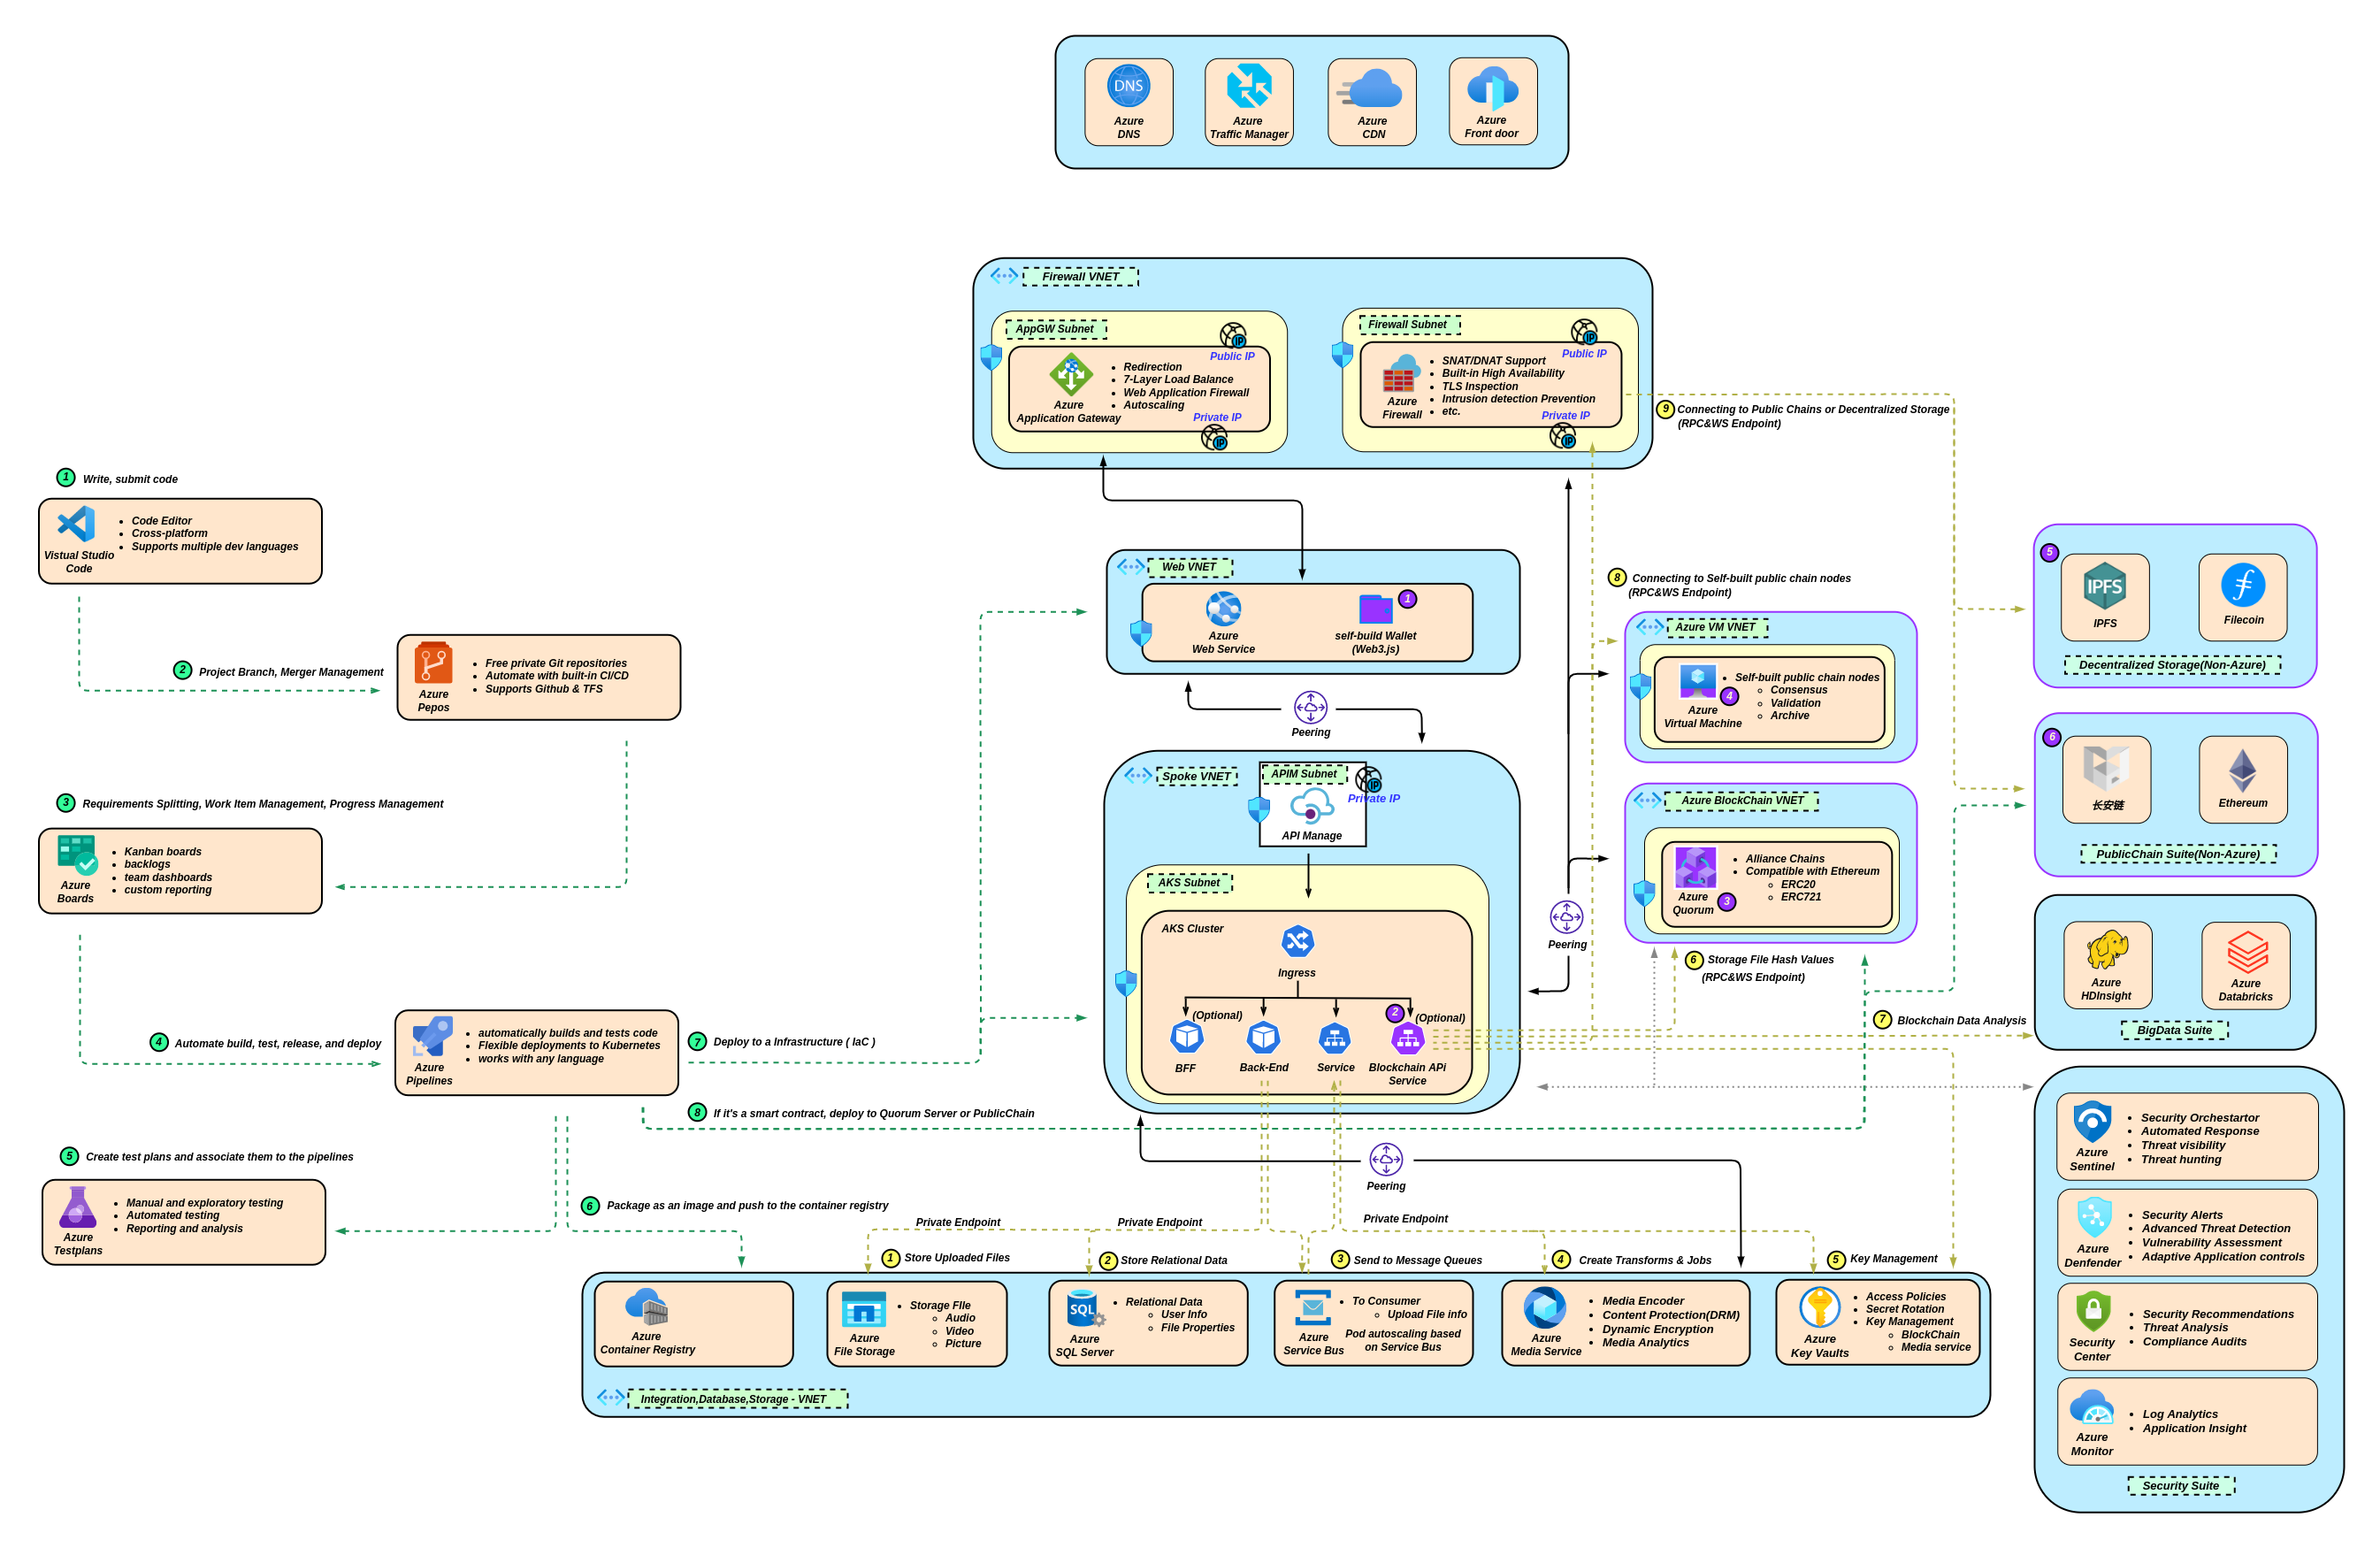 DNS
Azure
DNS
Azure
Traffic Manager
Azure
CDN
Azure
Front door
Firewall VNET
AppGW Subnet
IP
Public IP
Azure
Application Gateway
Redirection
7-Layer Load Balance
Web Application Firewall
Autoscaling
Private IP
IP
Firewall Subnet
IP
Public IP
Azure
Firewall
SNAT/DNAT Support
Built-in High Availability
TLS Inspection
Intrusion detection Prevention
etc.
Private IP
IP
9
Connecting to Public Chains or Decentralized Storage
(RPC&WS Endpoint)
1
Write, submit code
Vistual Studio
Code
Code Editor
Cross-platform
Supports multiple dev languages
2
Project Branch, Merger Management
Azure
Pepos
Free private Git repositories
Automate with built-in CI/CD
Supports Github & TFS
3
Requirements Splitting, Work Item Management, Progress Management
Azure
Boards
Kanban boards
backlogs
team dashboards
custom reporting
4
Automate build, test, release, and deploy
Azure
Pipelines
automatically builds and tests code
Flexible deployments to Kubernetes
works with any language
7
Deploy to a Infrastructure ( IaC )
8
If it's a smart contract, deploy to Quorum Server or PublicChain
5
Create test plans and associate them to the pipelines
Azure
Testplans
Manual and exploratory testing
Automated testing
Reporting and analysis
6
Package as an image and push to the container registry
Web VNET
Azure
Web Service
1
self-build Wallet
(Web3.js)
Peering
Spoke VNET
APIM Subnet
IP
Private IP
API Manage
AKS Subnet
AKS Cluster
Ingress
(Optional)
BFF
Back-End
Service
2
(Optional)
Blockchain APi
Service
Peering
Peering
8
Connecting to Self-built public chain nodes
(RPC&WS Endpoint)
Azure VM VNET
4
Azure
Virtual Machine
Self-built public chain nodes
Consensus
Validation
Archive
Azure BlockChain VNET
Azure
Quorum
3
Alliance Chains
Compatible with Ethereum
ERC20
ERC721
6
Storage File Hash Values
(RPC&WS Endpoint)
7
Blockchain Data Analysis
5
IPFS
IPFS
Filecoin
Decentralized Storage(Non-Azure)
6
长安链
Ethereum
PublicChain Suite(Non-Azure)
Azure
HDInsight
Azure
Databricks
BigData Suite
Azure
Sentinel
Security Orchestartor
Automated Response
Threat visibility
Threat hunting
Azure
Denfender
Security Alerts
Advanced Threat Detection
Vulnerability Assessment
Adaptive Application controls
Security
Center
Security Recommendations
Threat Analysis
Compliance Audits
Azure
Monitor
Log Analytics
Application Insight
Security Suite
Private Endpoint
Private Endpoint
Private Endpoint
1
Store Uploaded Files
2
Store Relational Data
3
Send to Message Queues
4
Create Transforms & Jobs
5
Key Management
Azure
Container Registry
Azure
File Storage
Storage FIle
Audio
Video
Picture
SQL
Azure
SQL Server
Relational Data
User Info
File Properties
Azure
Service Bus
To Consumer
Upload File info
Pod autoscaling based
on Service Bus
Azure
Media Service
Media Encoder
Content Protection(DRM)
Dynamic Encryption
Media Analytics
Azure
Key Vaults
Access Policies
Secret Rotation
Key Management
BlockChain
Media service
Integration,Database,Storage - VNET